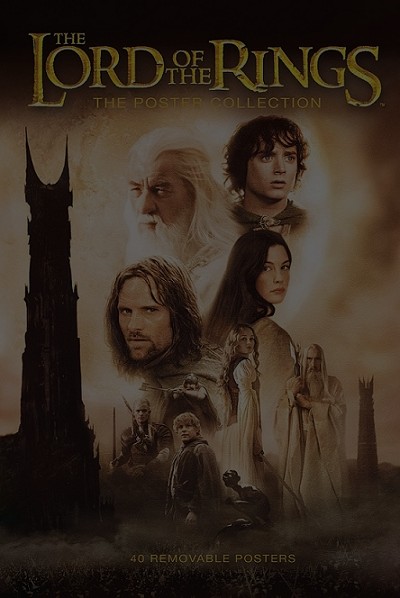 THE
LORD OF THE RINGS
THE POSTER COLLECTION
40 REMOVABLE POSTERS